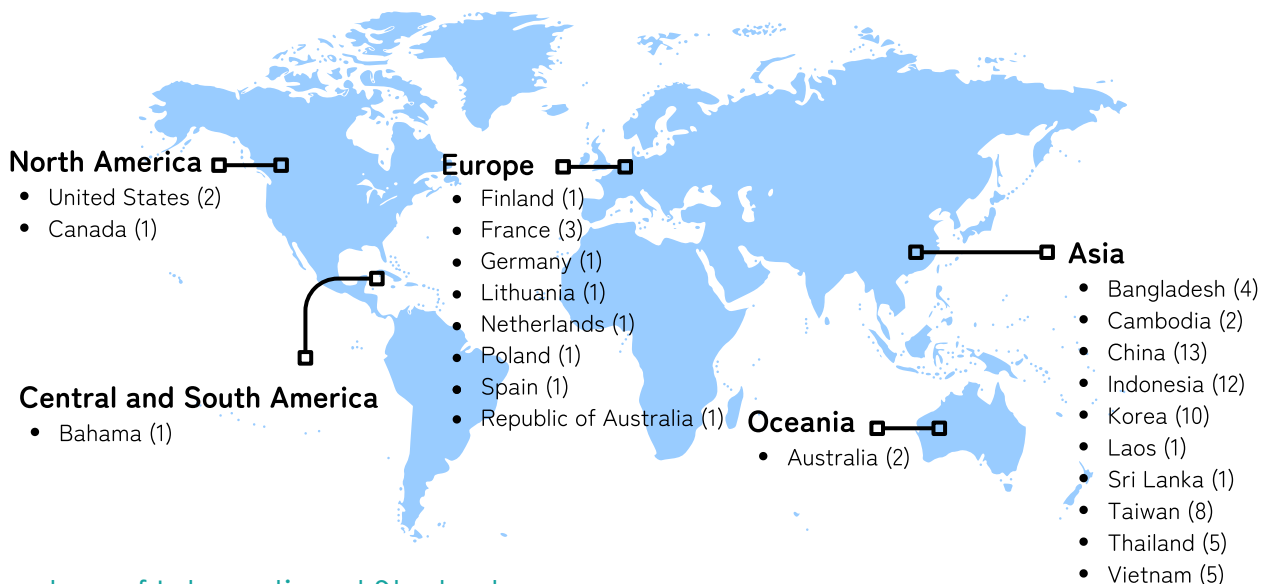 North America
• United States (2)
• Canada (1)
Europe
• Finland (1)
• France (3)
• Germany (1)
• Lithuania (1)
• Netherlands (1)
• Poland (1)
• Spain (1)
• Republic of Australia (1)
Asia
• Bangladesh (4)
• Cambodia (2)
• China (13)
• Indonesia (12)
• Korea (10)
• Laos (1)
• Sri Lanka (1)
• Taiwan (8)
• Thailand (5)
• Vietnam (5)
Central and South America
• Bahama (1)
Oceania
• Australia (2)